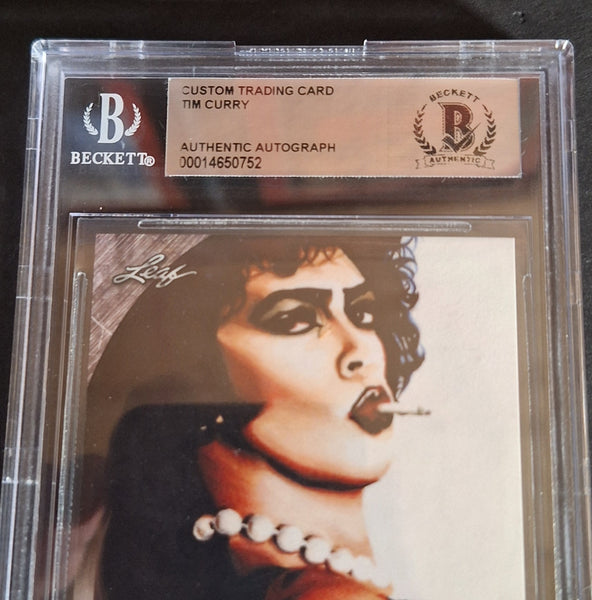 CUSTOM TRADING CARD
TIM CURRY
AUTHENTIC AUTOGRAPH
00014650752
B
BECKETT®
BECKETT
B
AUTHENTIC
Leaf